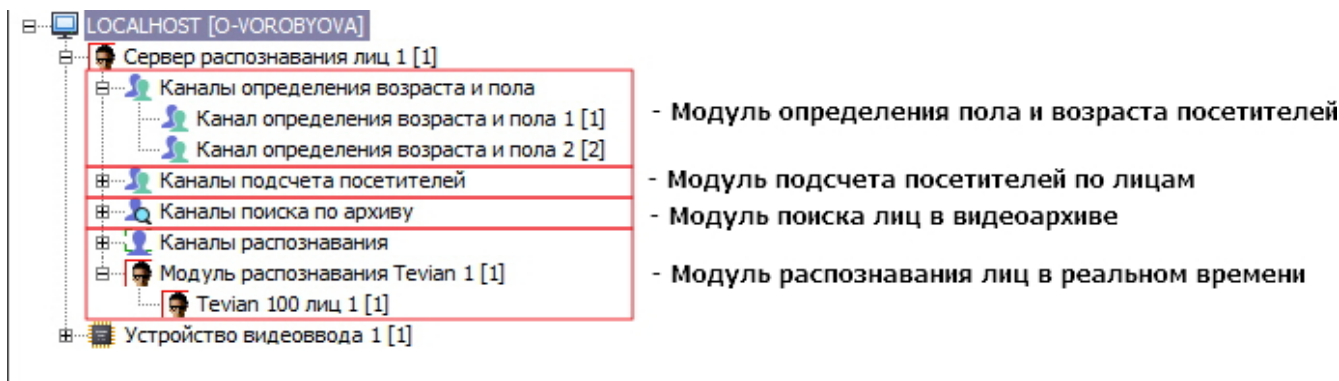 LOCALHOST [O-VOROBYOVA]
Сервер распознавания лиц 1 [1]
Каналы определения возраста и пола
Канал определения возраста и пола 1 [1]
- Модуль определения пола и возраста посетителей
Канал определения возраста и пола 2 [2]
Каналы подсчета посетителей
- Модуль подсчета посетителей по лицам
Каналы поиска по архиву
- Модуль поиска лиц в видеоархиве
Каналы распознавания
Модуль распознавания Tevian 1 [1]
- Модуль распознавания лиц в реальном времени
Tevian 100 лиц 1 [1]
Устройство видеоввода 1 [1]